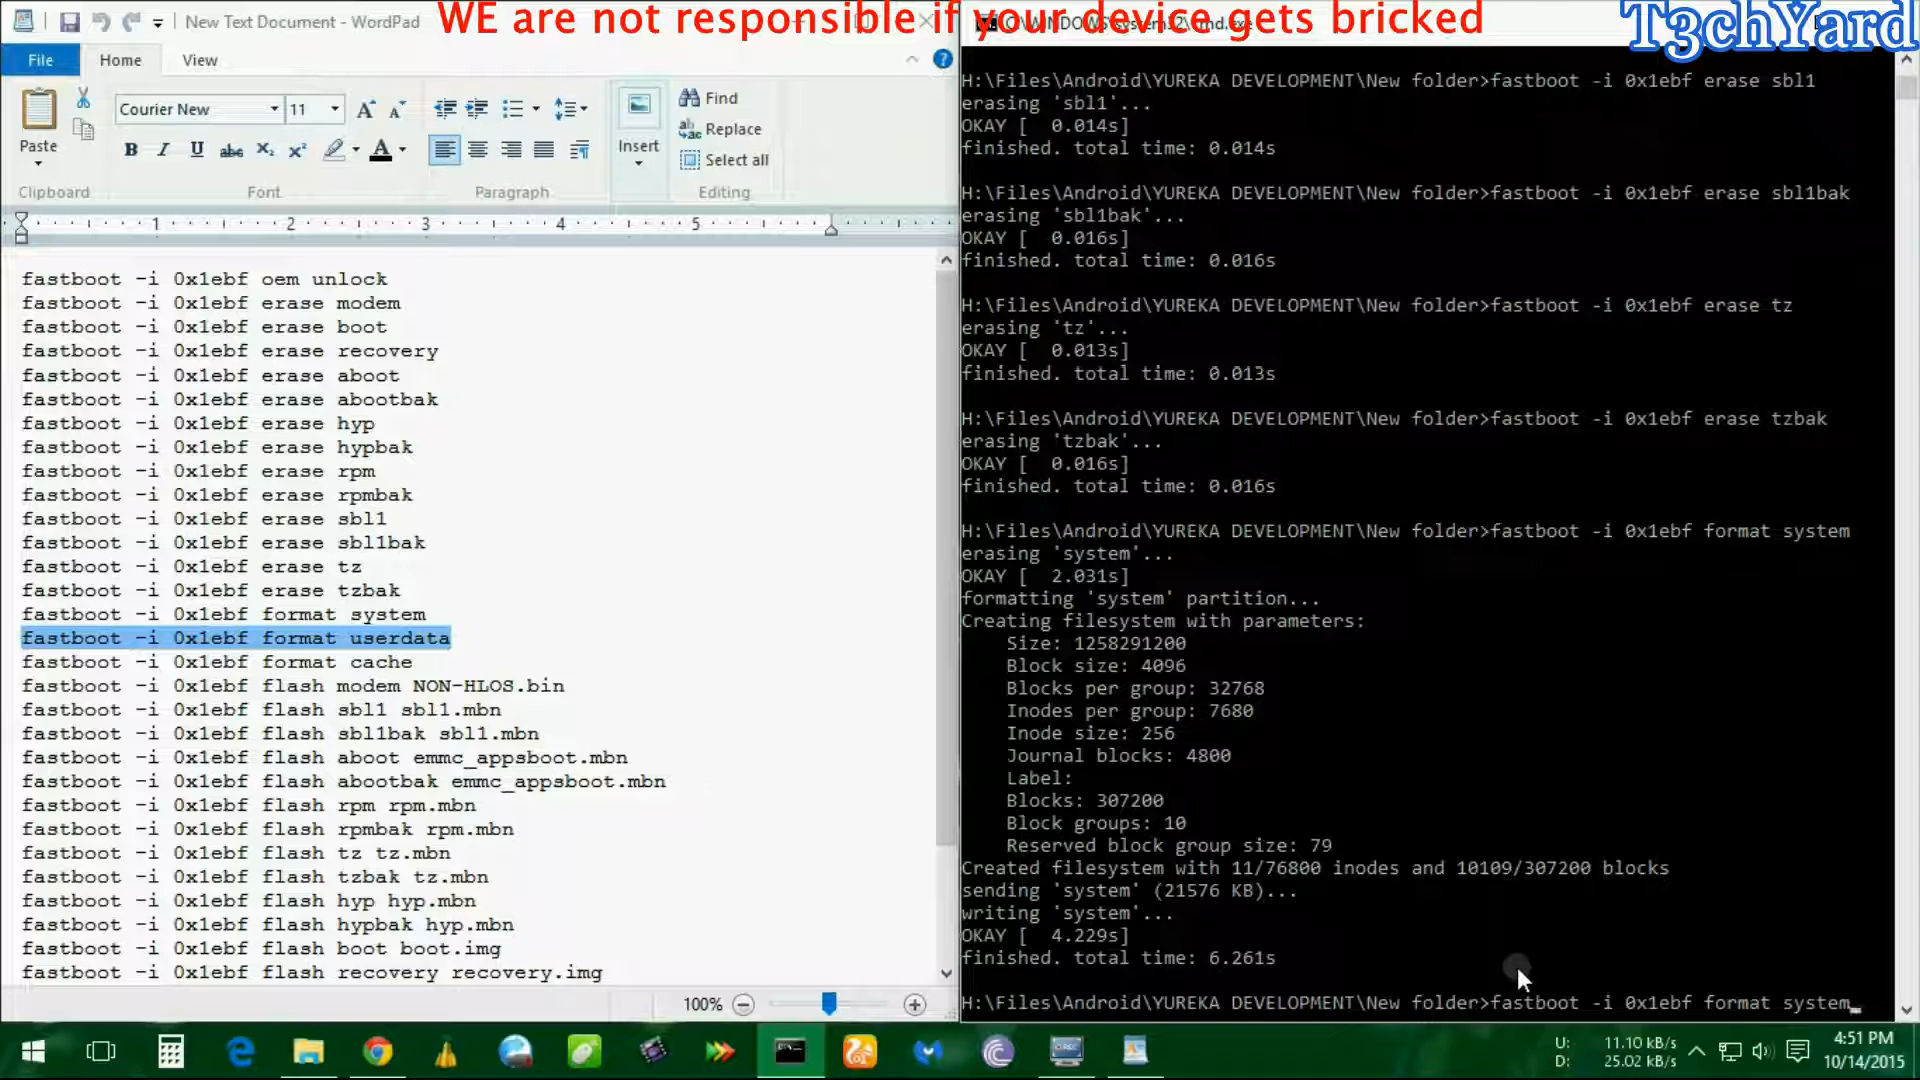 WE are not responsible if your device gets bricked
T3chYard
New Text Document - WordPad
File
Home
View
Courier New
11
Find
Replace
Select all
Paste
Insert
Clipboard
Font
Paragraph
Editing
1 2 3 4 5
fastboot -i 0x1ebf oem unlock
fastboot -i 0x1ebf erase modem
fastboot -i 0x1ebf erase boot
fastboot -i 0x1ebf erase recovery
fastboot -i 0x1ebf erase aboot
fastboot -i 0x1ebf erase abootbak
fastboot -i 0x1ebf erase hyp
fastboot -i 0x1ebf erase hypbak
fastboot -i 0x1ebf erase rpm
fastboot -i 0x1ebf erase rpmbak
fastboot -i 0x1ebf erase sbl1
fastboot -i 0x1ebf erase sbl1bak
fastboot -i 0x1ebf erase tz
fastboot -i 0x1ebf erase tzbak
fastboot -i 0x1ebf format system
fastboot -i 0x1ebf format userdata
fastboot -i 0x1ebf format cache
fastboot -i 0x1ebf flash modem NON-HLOS.bin
fastboot -i 0x1ebf flash sbl1 sbl1.mbn
fastboot -i 0x1ebf flash sbl1bak sbl1.mbn
fastboot -i 0x1ebf flash aboot emmc_appsboot.mbn
fastboot -i 0x1ebf flash abootbak emmc_appsboot.mbn
fastboot -i 0x1ebf flash rpm rpm.mbn
fastboot -i 0x1ebf flash rpmbak rpm.mbn
fastboot -i 0x1ebf flash tz tz.mbn
fastboot -i 0x1ebf flash tzbak tz.mbn
fastboot -i 0x1ebf flash hyp hyp.mbn
fastboot -i 0x1ebf flash hypbak hyp.mbn
fastboot -i 0x1ebf flash boot boot.img
fastboot -i 0x1ebf flash recovery recovery.img
100%
H:\Files\Android\YUREKA DEVELOPMENT\New folder>fastboot -i 0x1ebf erase sbl1
erasing 'sbl1'...
OKAY [  0.014s]
finished. total time: 0.014s
H:\Files\Android\YUREKA DEVELOPMENT\New folder>fastboot -i 0x1ebf erase sbl1bak
erasing 'sbl1bak'...
OKAY [  0.016s]
finished. total time: 0.016s
H:\Files\Android\YUREKA DEVELOPMENT\New folder>fastboot -i 0x1ebf erase tz
erasing 'tz'...
OKAY [  0.013s]
finished. total time: 0.013s
H:\Files\Android\YUREKA DEVELOPMENT\New folder>fastboot -i 0x1ebf erase tzbak
erasing 'tzbak'...
OKAY [  0.016s]
finished. total time: 0.016s
H:\Files\Android\YUREKA DEVELOPMENT\New folder>fastboot -i 0x1ebf format system
erasing 'system'...
OKAY [  2.031s]
formatting 'system' partition...
Creating filesystem with parameters:
Size: 1258291200
Block size: 4096
Blocks per group: 32768
Inodes per group: 7680
Inode size: 256
Journal blocks: 4800
Label:
Blocks: 307200
Block groups: 10
Reserved block group size: 79
Created filesystem with 11/76800 inodes and 10109/307200 blocks
sending 'system' (21576 KB)...
writing 'system'...
OKAY [  4.229s]
finished. total time: 6.261s
H:\Files\Android\YUREKA DEVELOPMENT\New folder>fastboot -i 0x1ebf format system_
U: 11.10 kB/s
D: 25.02 kB/s
4:51 PM
10/14/2015